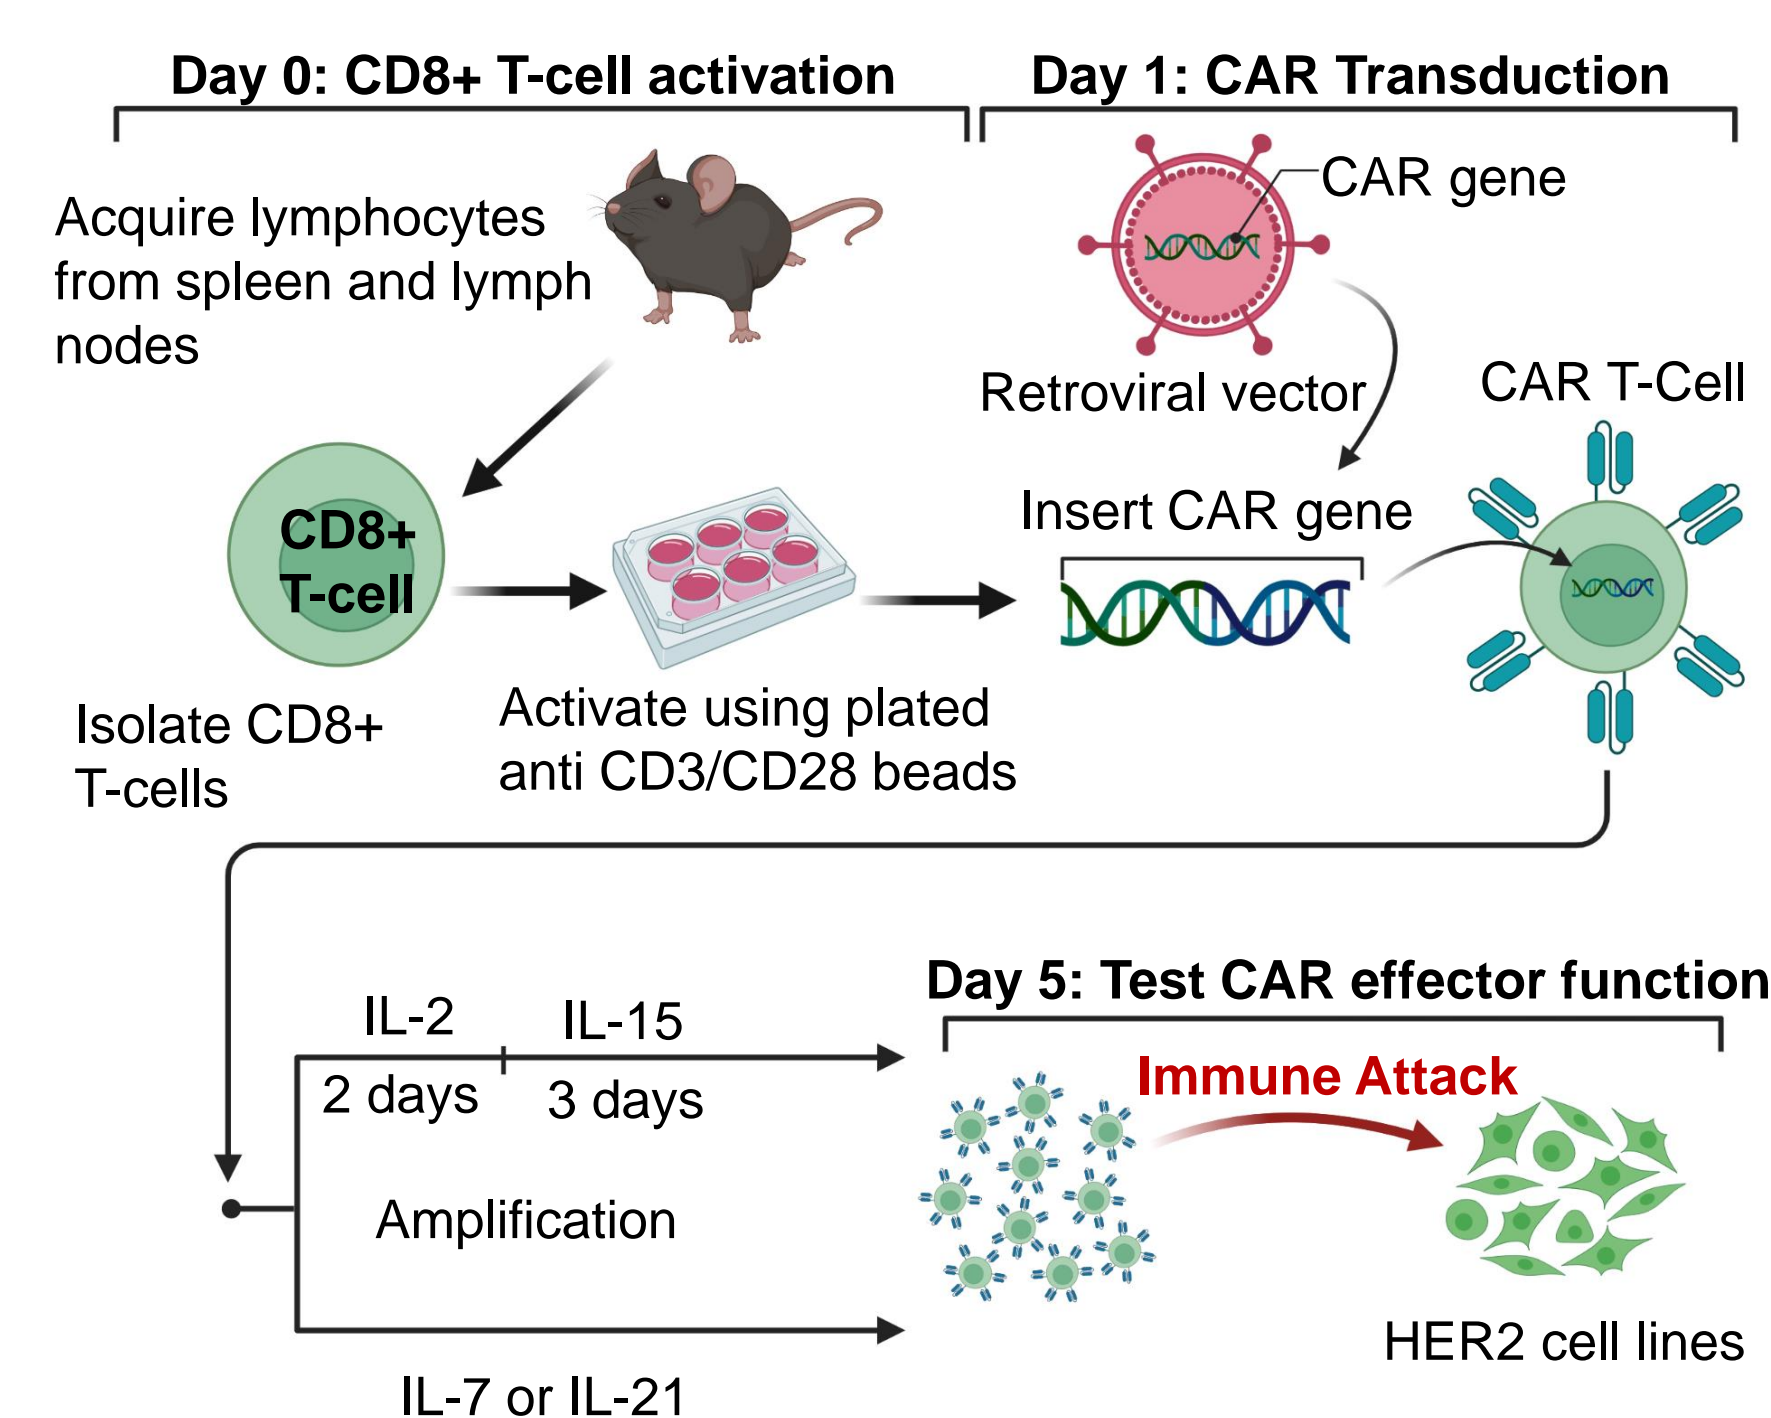 Day 0: CD8+ T-cell activation
Acquire lymphocytes
from spleen and lymph
nodes
CD8+
T-cell
Isolate CD8+
T-cells
Activate using plated
anti CD3/CD28 beads
Day 1: CAR Transduction
CAR gene
Retroviral vector
Insert CAR gene
CAR T-Cell
IL-2
2 days
IL-15
3 days
Amplification
IL-7 or IL-21
Day 5: Test CAR effector function
Immune Attack
HER2 cell lines